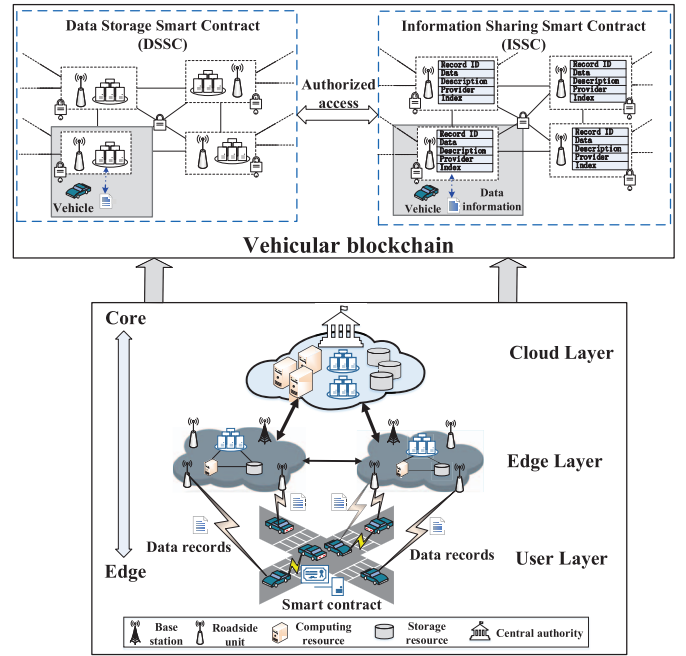 Data Storage Smart Contract
(DSSC)
Information Sharing Smart Contract
(ISSC)
Record ID
Data
Description
Provider
Index
Record ID
Data
Description
Provider
Index
Authorized
access
Record ID
Data
Description
Provider
Index
Record ID
Data
Description
Provider
Index
Vehicle
Vehicle
Data
information
Vehicular blockchain
Core
Cloud Layer
Edge Layer
Data records
Data records
User Layer
Edge
Smart contract
Base
station
Roadside
unit
Computing
resource
Storage
resource
Central authority